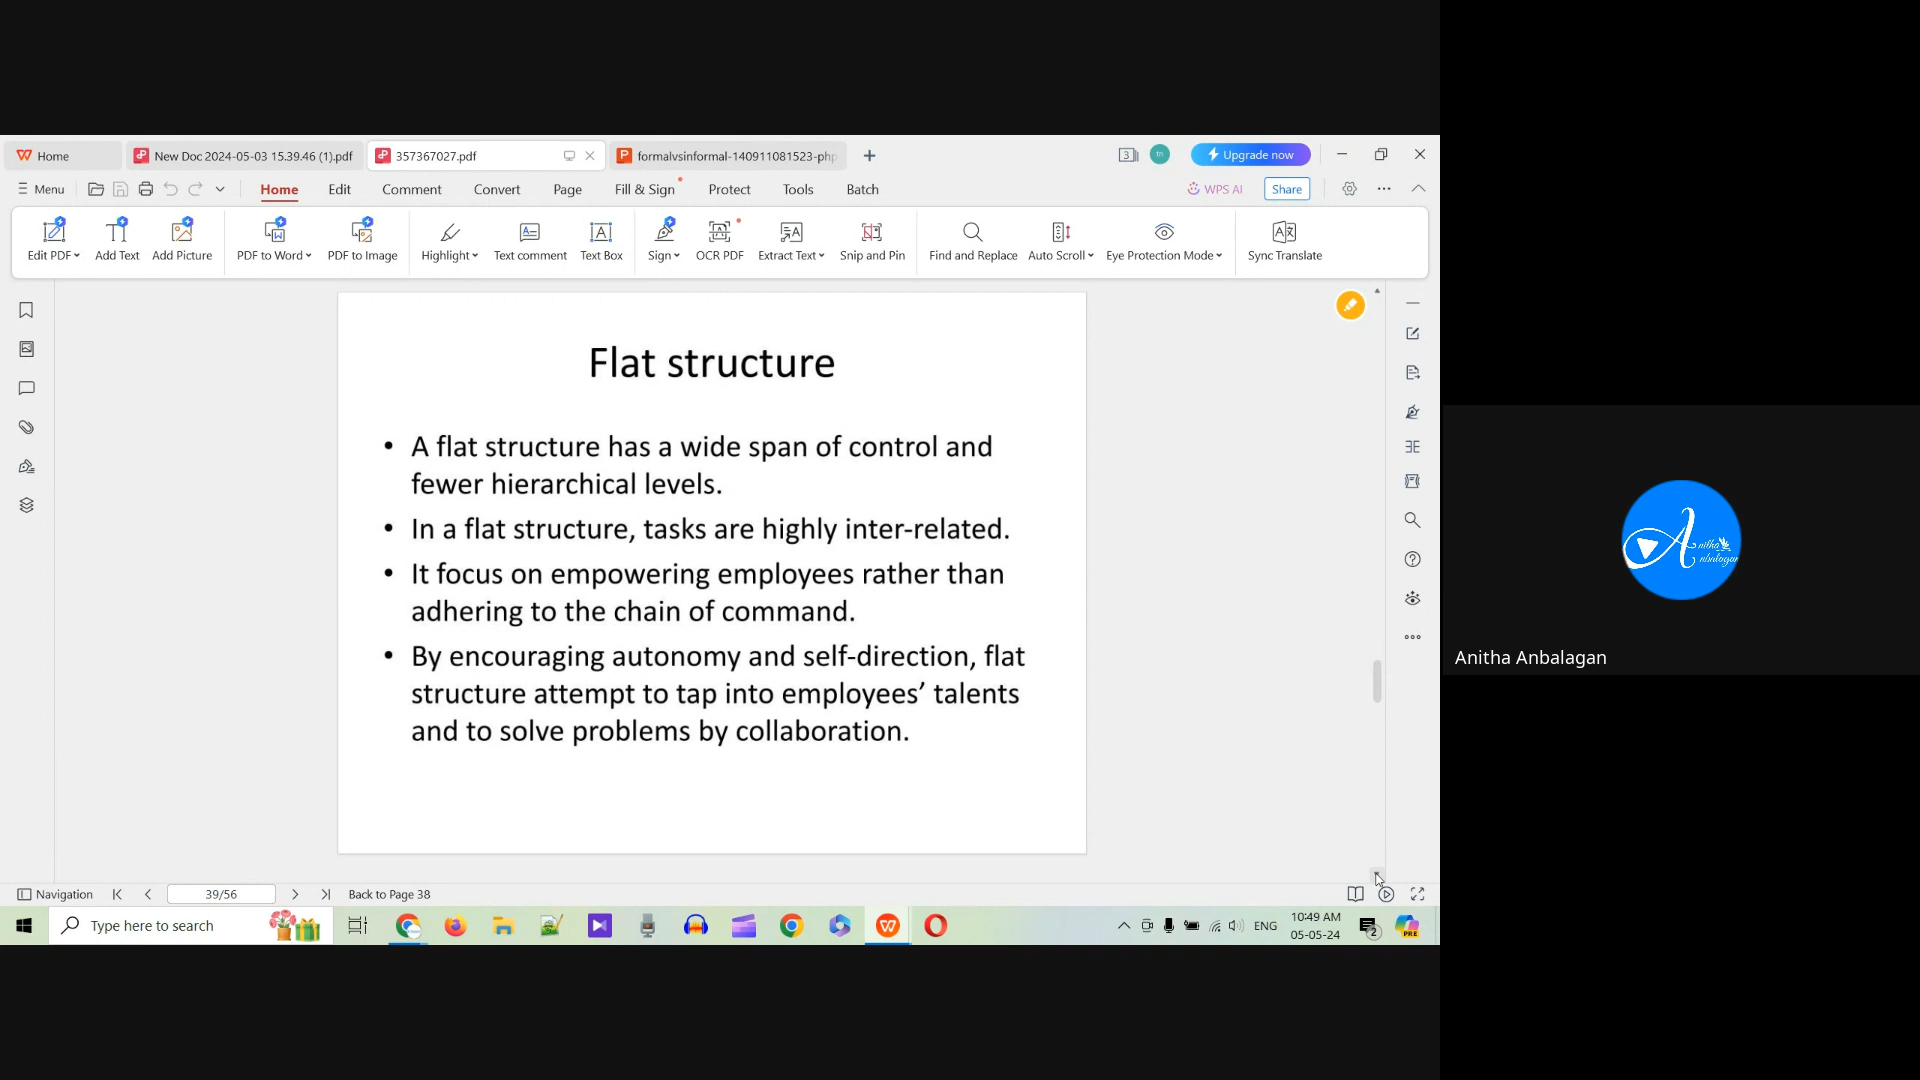 Home
New Doc 2024-05-03 15.39.46 (1).pdf
357367027.pdf
formalvsinformal-140911081523-php
3
Upgrade now
Menu
Home
Edit
Comment
Convert
Page
Fill & Sign
Protect
Tools
Batch
WPS AI
Share
Edit PDF
Add Text
Add Picture
PDF to Word
PDF to Image
Highlight
Text comment
Text Box
Sign
OCR PDF
Extract Text
Snip and Pin
Find and Replace
Auto Scroll
Eye Protection Mode
Sync Translate
Flat structure
• A flat structure has a wide span of control and
fewer hierarchical levels.
• In a flat structure, tasks are highly inter-related.
• It focus on empowering employees rather than
adhering to the chain of command.
• By encouraging autonomy and self-direction, flat
structure attempt to tap into employees’ talents
and to solve problems by collaboration.
Anitha
Anbalagan
Anitha Anbalagan
Navigation
39/56
Back to Page 38
Type here to search
ENG
10:49 AM
05-05-24
2
PRE